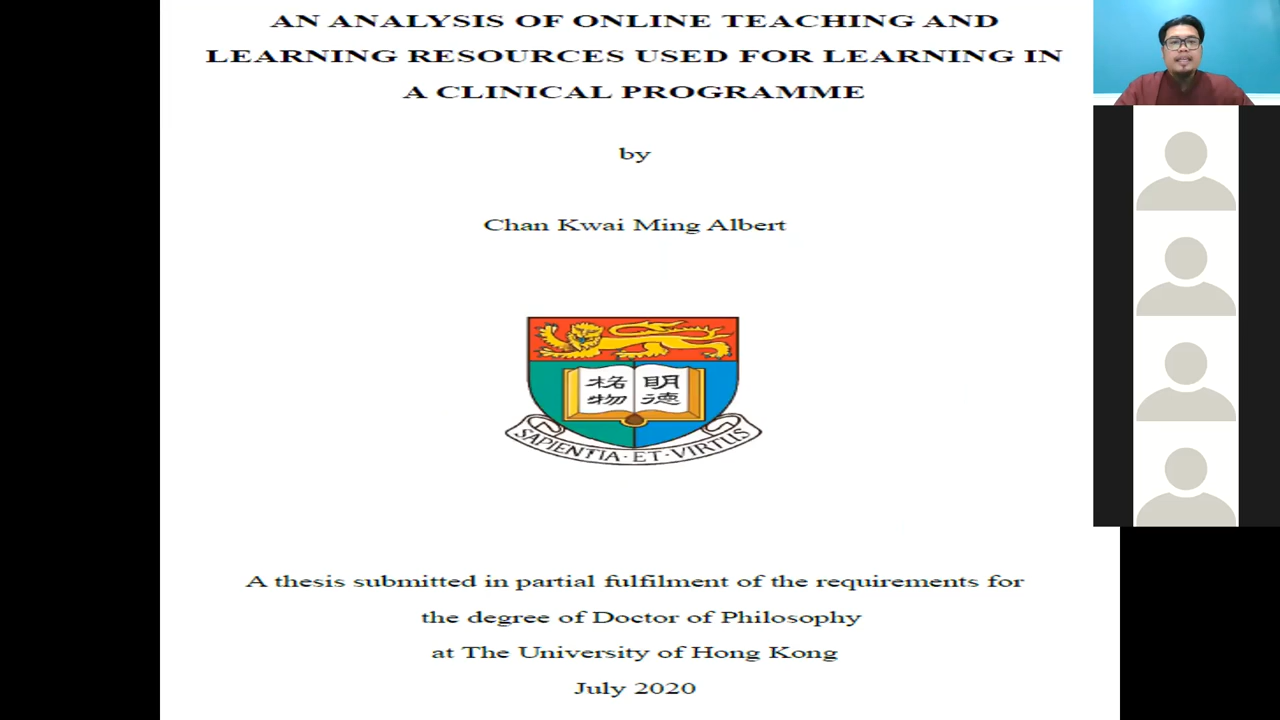 AN ANALYSIS OF ONLINE TEACHING AND
LEARNING RESOURCES USED FOR LEARNING IN
A CLINICAL PROGRAMME
by
Chan Kwai Ming Albert
明德
格物
SAPIENTIA·ET·VIRTUS
A thesis submitted in partial fulfilment of the requirements for
the degree of Doctor of Philosophy
at The University of Hong Kong
July 2020